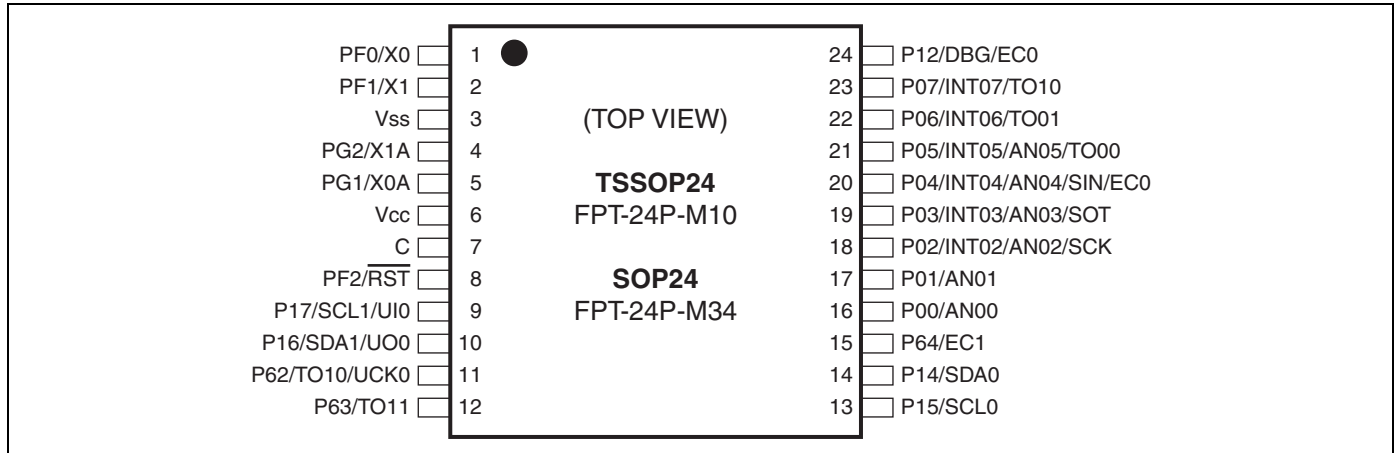 PF0/X0 1 24 P12/DBG/EC0
PF1/X1 2 23 P07/INT07/TO10
Vss 3 (TOP VIEW) 22 P06/INT06/TO01
PG2/X1A 4 21 P05/INT05/AN05/TO00
PG1/X0A 5 TSSOP24 20 P04/INT04/AN04/SIN/EC0
Vcc 6 FPT-24P-M10 19 P03/INT03/AN03/SOT
C 7 18 P02/INT02/AN02/SCK
PF2/RST 8 SOP24 17 P01/AN01
P17/SCL1/UI0 9 FPT-24P-M34 16 P00/AN00
P16/SDA1/UO0 10 15 P64/EC1
P62/TO10/UCK0 11 14 P14/SDA0
P63/TO11 12 13 P15/SCL0